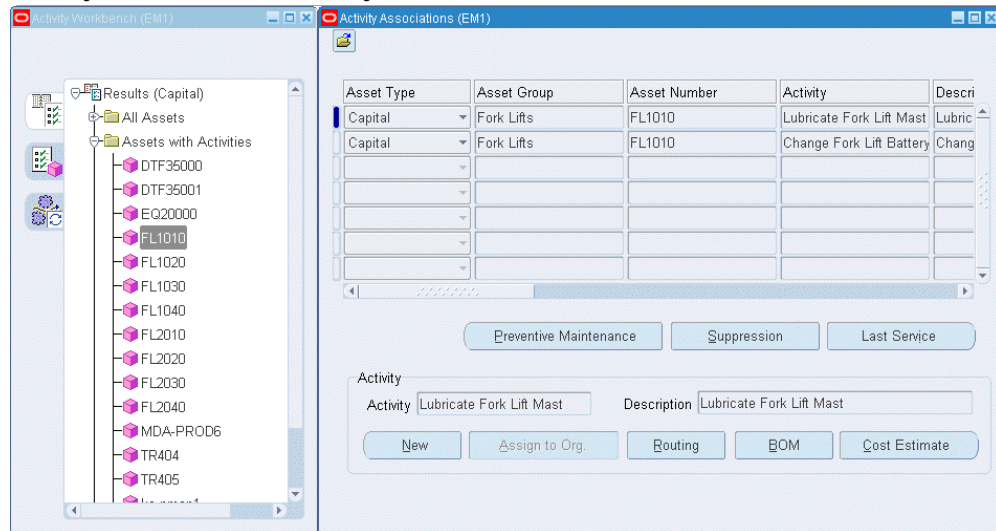 Activity Workbench (EM1)
Results (Capital)
All Assets
Assets with Activities
DTF35000
DTF35001
EQ20000
FL1010
FL1020
FL1030
FL1040
FL2010
FL2020
FL2030
FL2040
MDA-PROD6
TR404
TR405
Activity Associations (EM1)
Asset Type Asset Group Asset Number Activity Descri
Capital Fork Lifts FL1010 Lubricate Fork Lift Mast Lubric
Capital Fork Lifts FL1010 Change Fork Lift Battery Chang
Preventive Maintenance Suppression Last Service
Activity
Activity Lubricate Fork Lift Mast Description Lubricate Fork Lift Mast
New Assign to Org. Routing BOM Cost Estimate